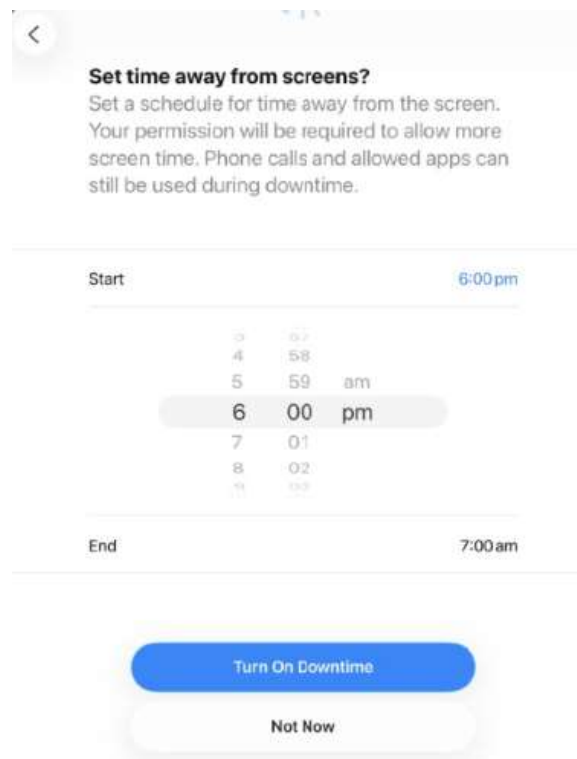 Set time away from screens?
Set a schedule for time away from the screen.
Your permission will be required to allow more
screen time. Phone calls and allowed apps can
still be used during downtime.
Start 6:00 pm
4 58
5 59 am
6 00 pm
7 01
8 02
End 7:00 am
Turn On Downtime
Not Now